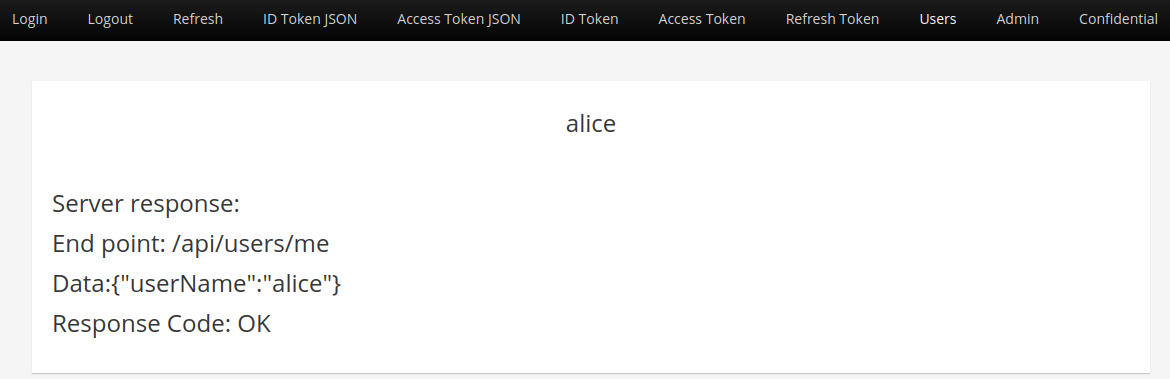 Login Logout Refresh ID Token JSON Access Token JSON ID Token Access Token Refresh Token Users Admin Confidential
alice
Server response:
End point: /api/users/me
Data:{"userName":"alice"}
Response Code: OK